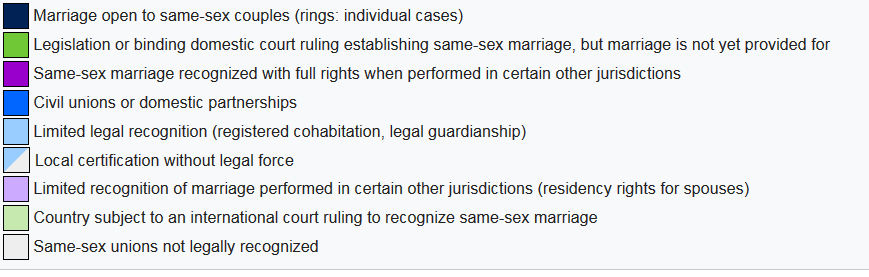 Marriage open to same-sex couples (rings: individual cases)
Legislation or binding domestic court ruling establishing same-sex marriage, but marriage is not yet provided for
Same-sex marriage recognized with full rights when performed in certain other jurisdictions
Civil unions or domestic partnerships
Limited legal recognition (registered cohabitation, legal guardianship)
Local certification without legal force
Limited recognition of marriage performed in certain other jurisdictions (residency rights for spouses)
Country subject to an international court ruling to recognize same-sex marriage
Same-sex unions not legally recognized